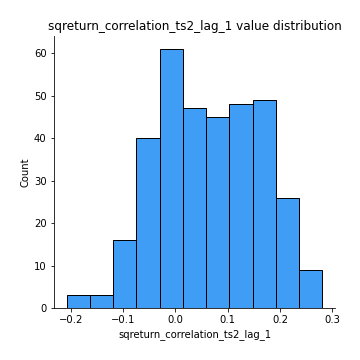 sqreturn_correlation_ts2_lag_1 value distribution
60
50
40
30
20
10
0
Count
−0.2 −0.1 0.0 0.1 0.2 0.3
sqreturn_correlation_ts2_lag_1